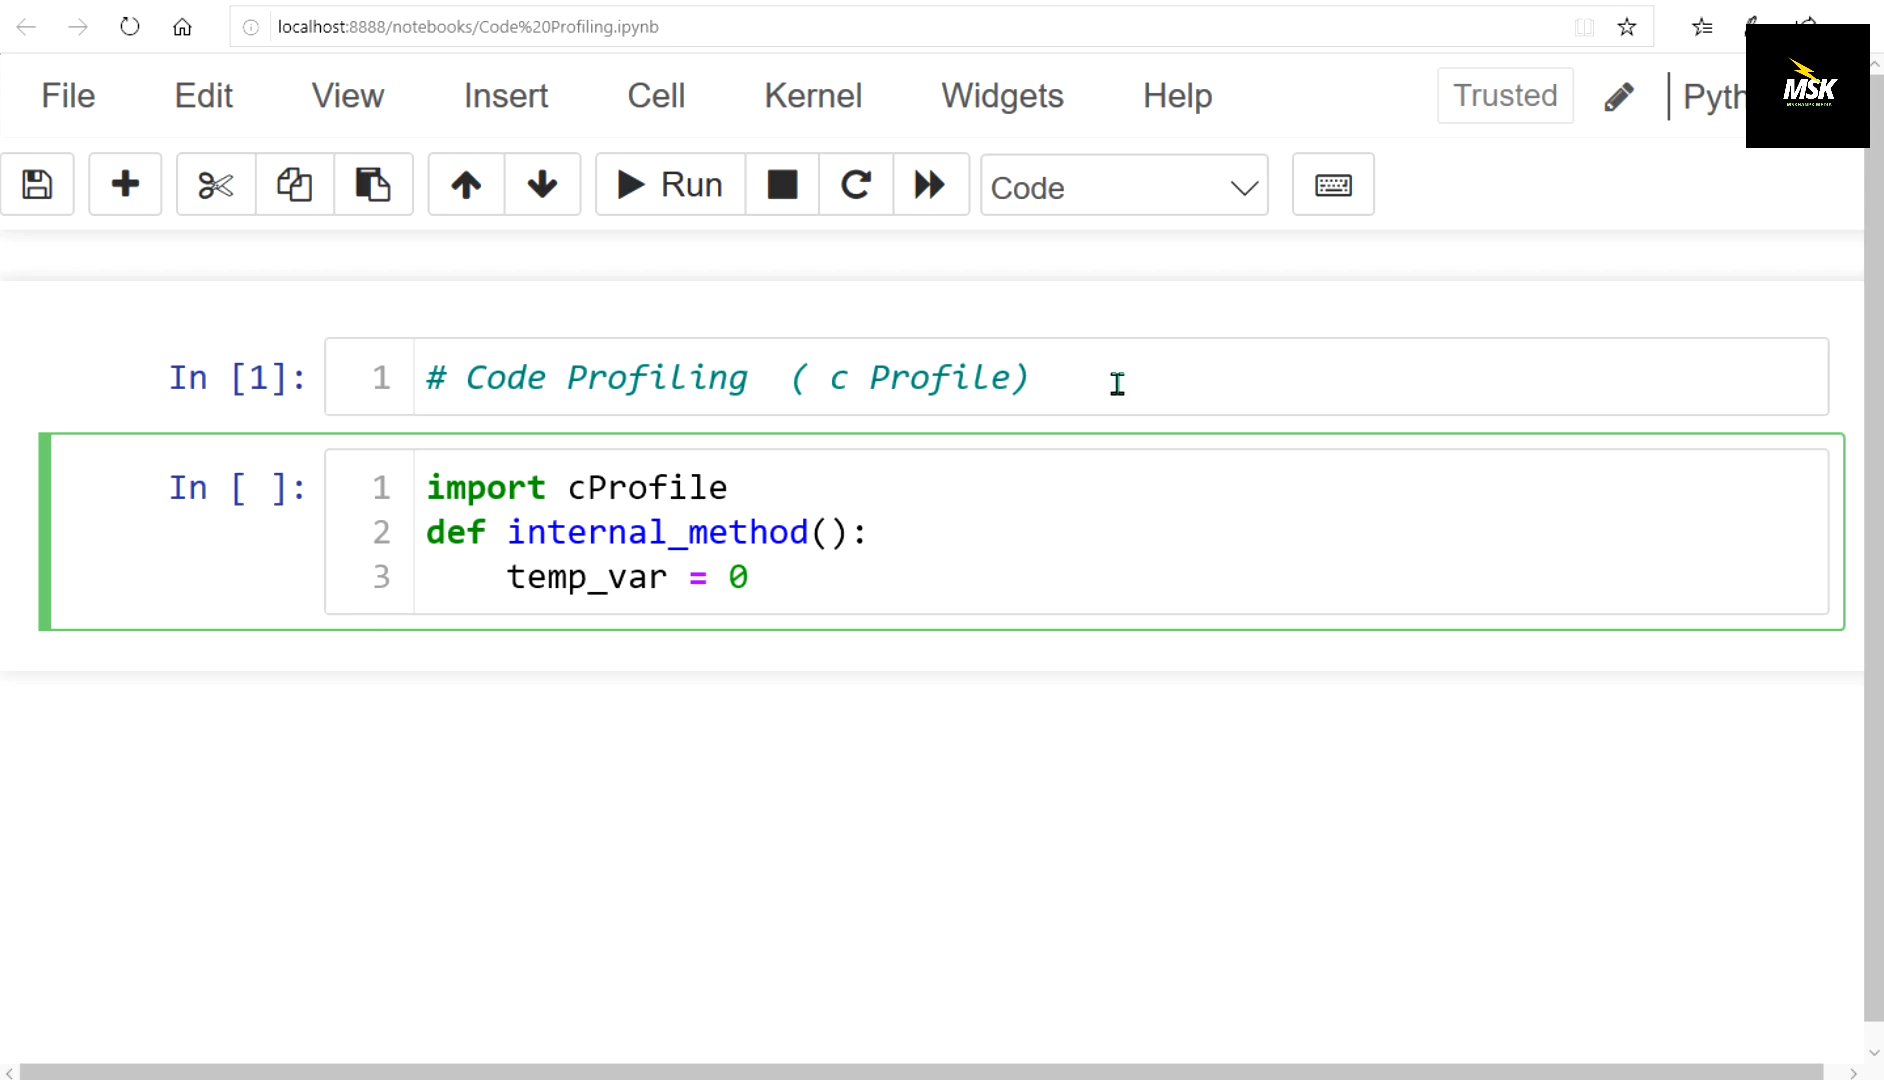 localhost:8888/notebooks/Code%20Profiling.ipynb
File Edit View Insert Cell Kernel Widgets Help Trusted Pyth
MSK
Run Code
In [1]: 1 # Code Profiling  ( c Profile)
In [ ]: 1 import cProfile
2 def internal_method():
3     temp_var = 0